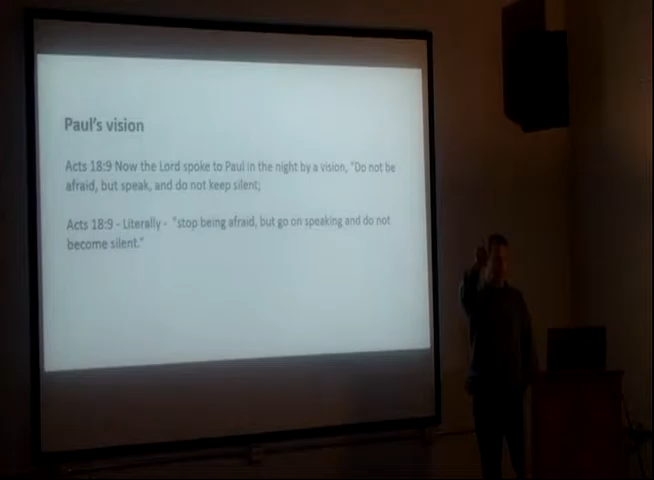 Paul's vision
Acts 18:9 Now the Lord spoke to Paul in the night by a vision, "Do not be
afraid, but speak, and do not keep silent;
Acts 18:9 - Literally - "stop being afraid, but go on speaking and do not
become silent."